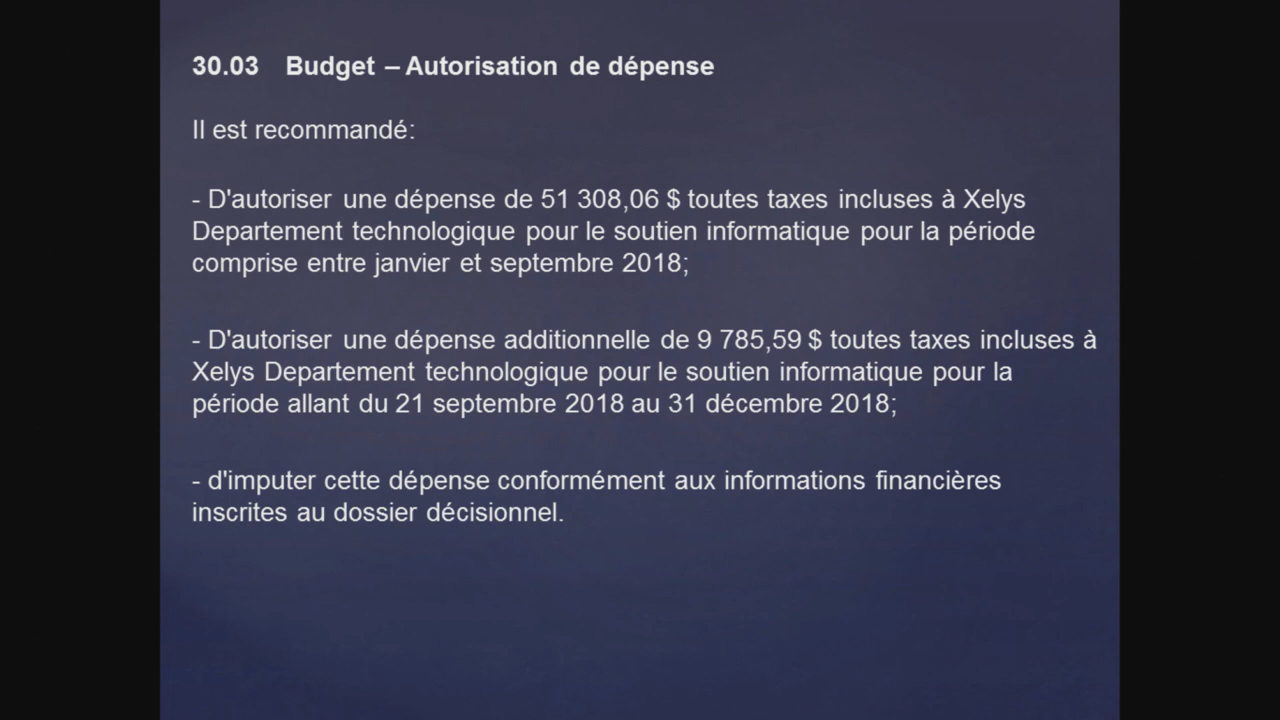 30.03 Budget – Autorisation de dépense
Il est recommandé:
- D'autoriser une dépense de 51 308,06 $ toutes taxes incluses à Xelys
Departement technologique pour le soutien informatique pour la période
comprise entre janvier et septembre 2018;
- D'autoriser une dépense additionnelle de 9 785,59 $ toutes taxes incluses à
Xelys Departement technologique pour le soutien informatique pour la
période allant du 21 septembre 2018 au 31 décembre 2018;
- d'imputer cette dépense conformément aux informations financières
inscrites au dossier décisionnel.